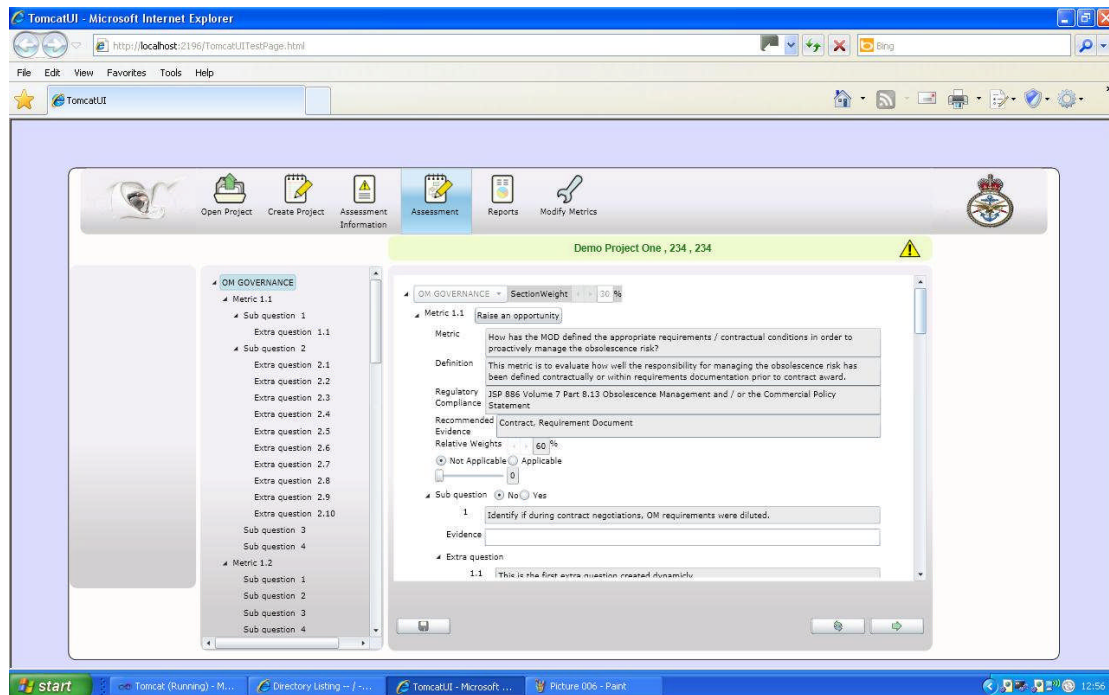 TomcatUI - Microsoft Internet Explorer
http://localhost:2196/TomcatUITestPage.html
Bing
File Edit View Favorites Tools Help
TomcatUI
Open Project
Create Project
Assessment
Information
Assessment
Reports
Modify Metrics
Demo Project One , 234 , 234
OM GOVERNANCE
Metric 1.1
Sub question 1
Extra question 1.1
Sub question 2
Extra question 2.1
Extra question 2.2
Extra question 2.3
Extra question 2.4
Extra question 2.5
Extra question 2.6
Extra question 2.7
Extra question 2.8
Extra question 2.9
Extra question 2.10
Sub question 3
Sub question 4
Metric 1.2
Sub question 1
Sub question 2
Sub question 3
Sub question 4
OM GOVERNANCE SectionWeight 30 %
Metric 1.1 Raise an opportunity
Metric
How has the MOD defined the appropriate requirements / contractual conditions in order to
proactively manage the obsolescence risk?
Definition
This metric is to evaluate how well the responsibility for managing the obsolescence risk has
been defined contractually or within requirements documentation prior to contract award.
Regulatory
Compliance
JSP 886 Volume 7 Part 8.13 Obsolescence Management and / or the Commercial Policy
Statement
Recommended
Evidence
Contract, Requirement Document
Relative Weights 60 %
Not Applicable Applicable
0
Sub question No Yes
1 Identify if during contract negotiations, OM requirements were diluted.
Evidence
Extra question
1.1 This is the first extra question created dynamicly
start
Tomcat (Running) - M...
Directory Listing -- / -...
TomcatUI - Microsoft ...
Picture 006 - Paint
12:56